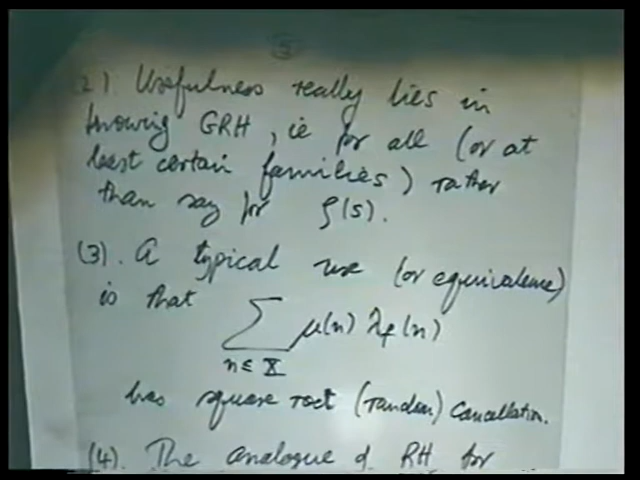 (5)
(2) Usefulness really lies in
knowing GRH, ie for all (or at
least certain families) rather
than say for ζ(s).
(3). A typical use (or equivalence)
is that
∑ μ(n) λf(n)
n ≤ X
has square root (random) cancellation.
(4). The analogue of RH for